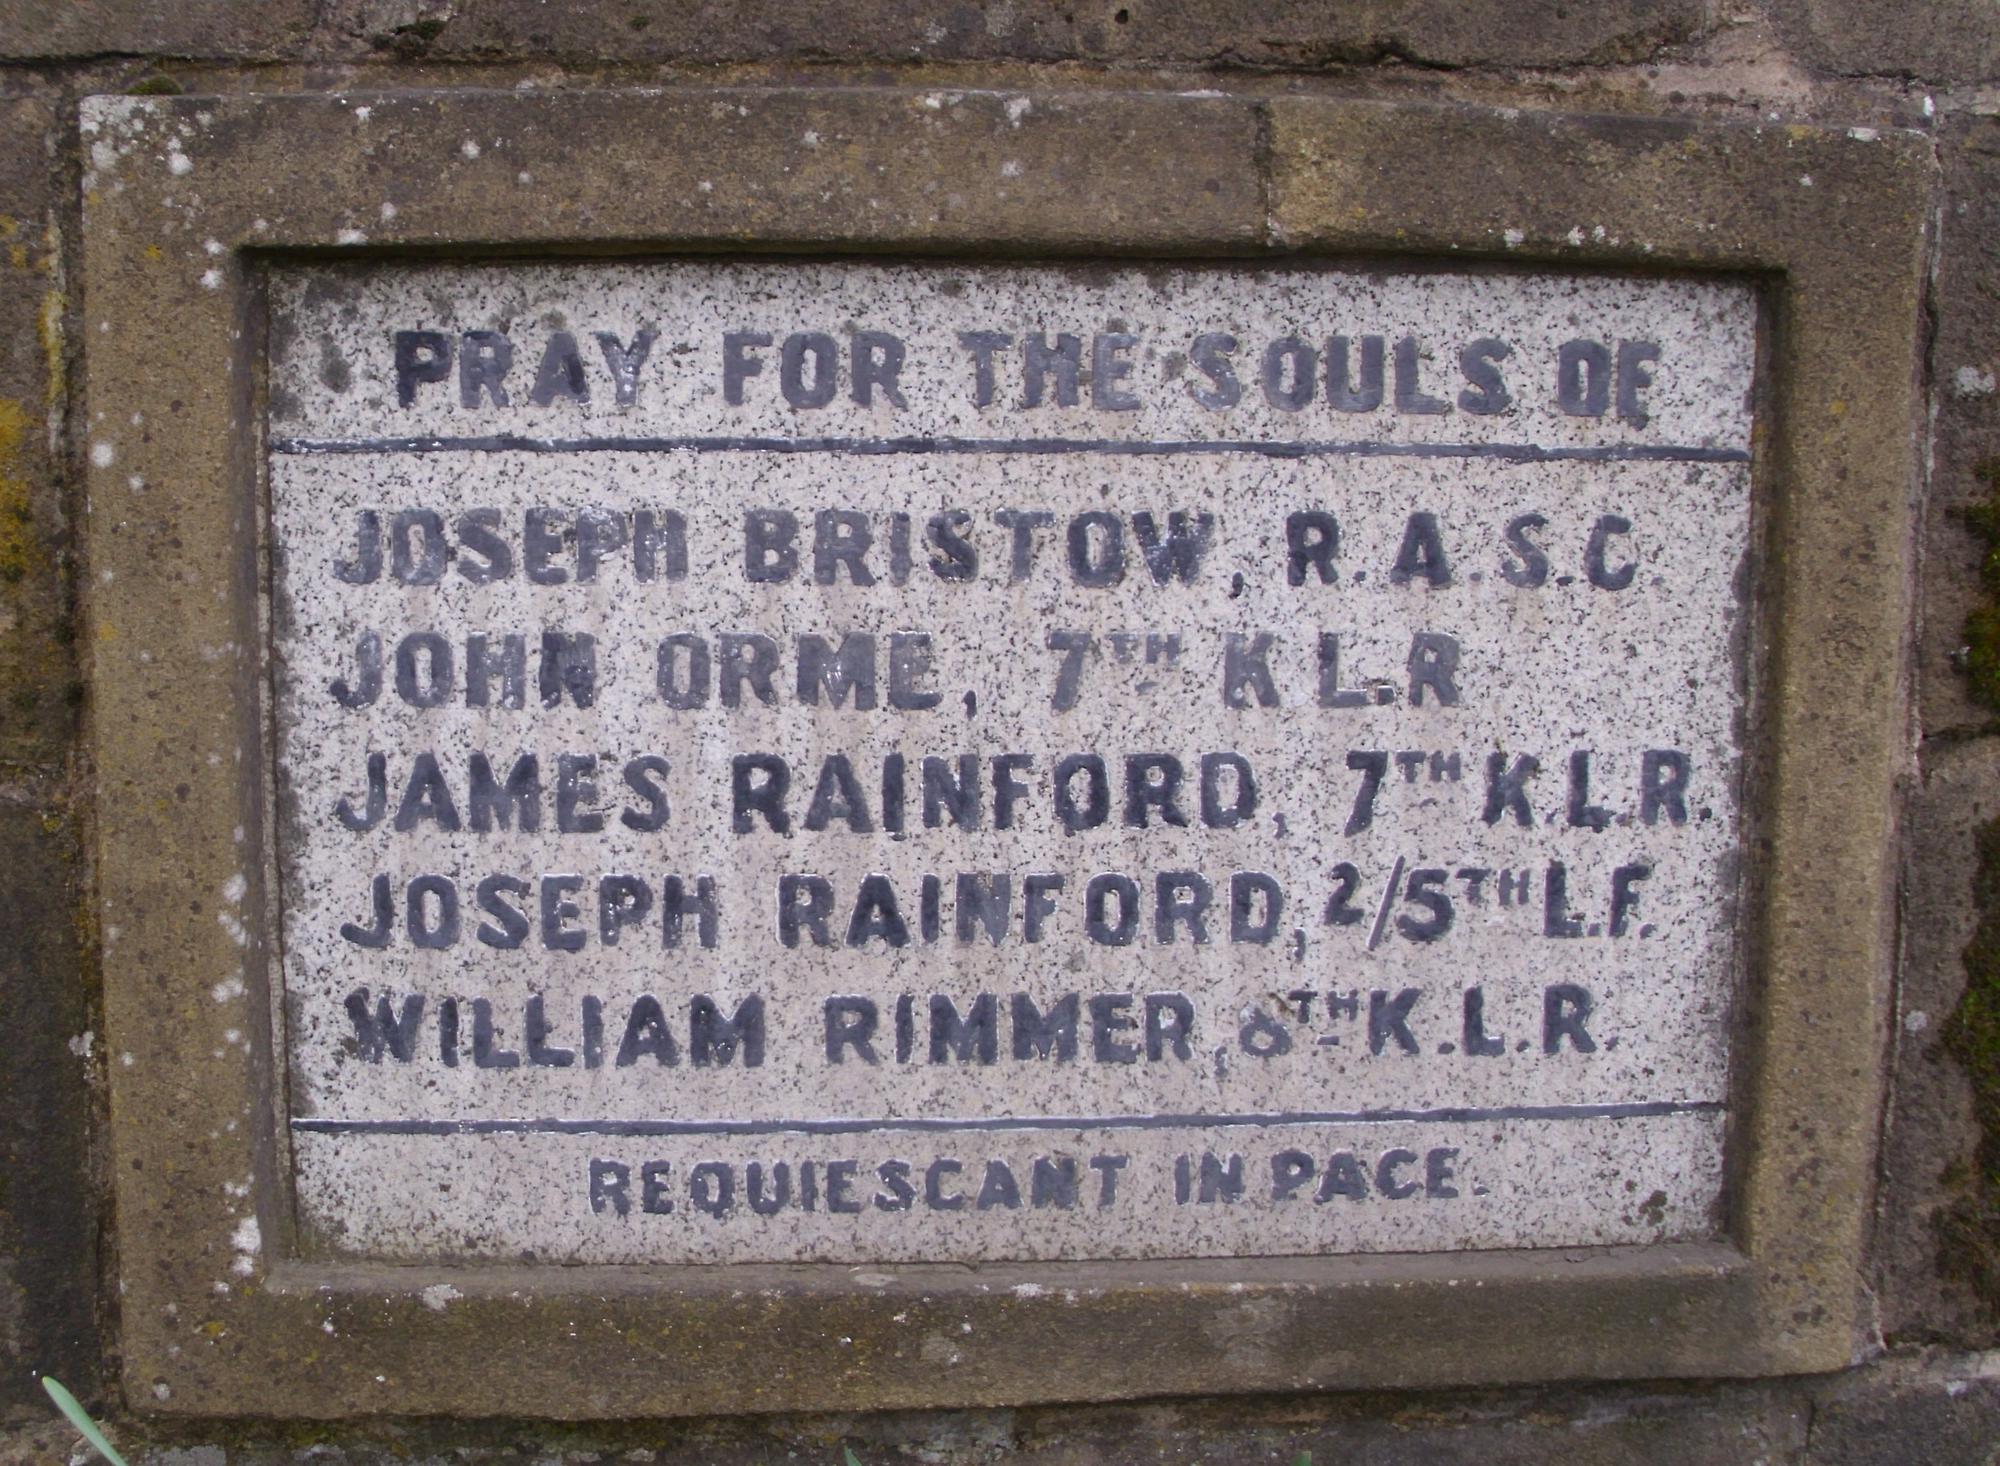 PRAY FOR THE SOULS OF
JOSEPH BRISTOW, R.A.S.C.
JOHN ORME, 7TH K L.R
JAMES RAINFORD, 7TH K.L.R.
JOSEPH RAINFORD, 2/5TH L.F.
WILLIAM RIMMER, 6TH K.L.R.
REQUIESCANT IN PACE.